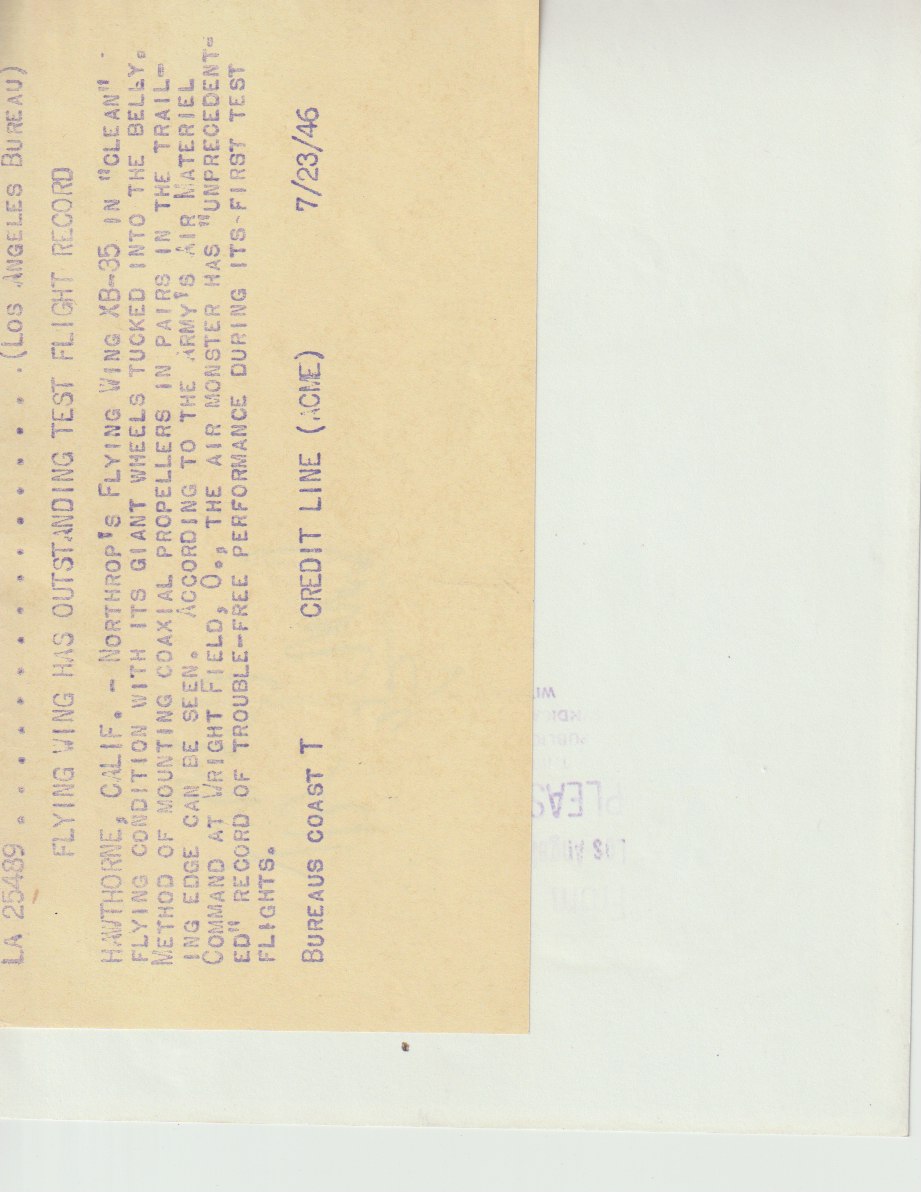 LA 25489 . . . . . . . . . . . . . (LOS ANGELES BUREAU)
FLYING WING HAS OUTSTANDING TEST FLIGHT RECORD
HAWTHORNE, CALIF. - NORTHROP'S FLYING WING XB-35 IN "CLEAN"
FLYING CONDITION WITH ITS GIANT WHEELS TUCKED INTO THE BELLY.
METHOD OF MOUNTING COAXIAL PROPELLERS IN PAIRS IN THE TRAIL-
ING EDGE CAN BE SEEN. ACCORDING TO THE ARMY'S AIR MATERIEL
COMMAND AT WRIGHT FIELD, O., THE AIR MONSTER HAS "UNPRECEDENT-
ED" RECORD OF TROUBLE-FREE PERFORMANCE DURING ITS FIRST TEST
FLIGHTS.
BUREAUS COAST T CREDIT LINE (ACME) 7/23/46